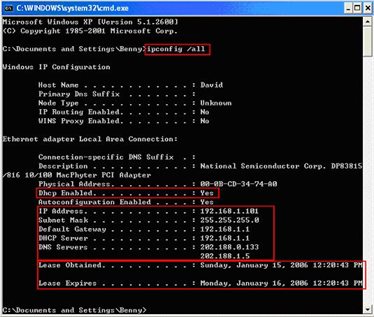 C:\WINDOWS\system32\cmd.exe
Microsoft Windows XP [Version 5.1.2600]
(C) Copyright 1985-2001 Microsoft Corp.
C:\Documents and Settings\Benny>ipconfig /all
Windows IP Configuration
Host Name . . . . . . . . . . . . : David
Primary Dns Suffix  . . . . . . . :
Node Type . . . . . . . . . . . . : Unknown
IP Routing Enabled. . . . . . . . : No
WINS Proxy Enabled. . . . . . . . : No
Ethernet adapter Local Area Connection:
Connection-specific DNS Suffix  . :
Description . . . . . . . . . . . : National Semiconductor Corp. DP83815
/816 10/100 MacPhyter PCI Adapter
Physical Address. . . . . . . . . : 00-0B-CD-34-74-A0
Dhcp Enabled. . . . . . . . . . . : Yes
Autoconfiguration Enabled . . . . : Yes
IP Address. . . . . . . . . . . . : 192.168.1.101
Subnet Mask . . . . . . . . . . . : 255.255.255.0
Default Gateway . . . . . . . . . : 192.168.1.1
DHCP Server . . . . . . . . . . . : 192.168.1.1
DNS Servers . . . . . . . . . . . : 202.188.0.133
202.188.1.5
Lease Obtained. . . . . . . . . . : Sunday, January 15, 2006 12:20:43 PM
Lease Expires . . . . . . . . . . : Monday, January 16, 2006 12:20:43 PM
C:\Documents and Settings\Benny>